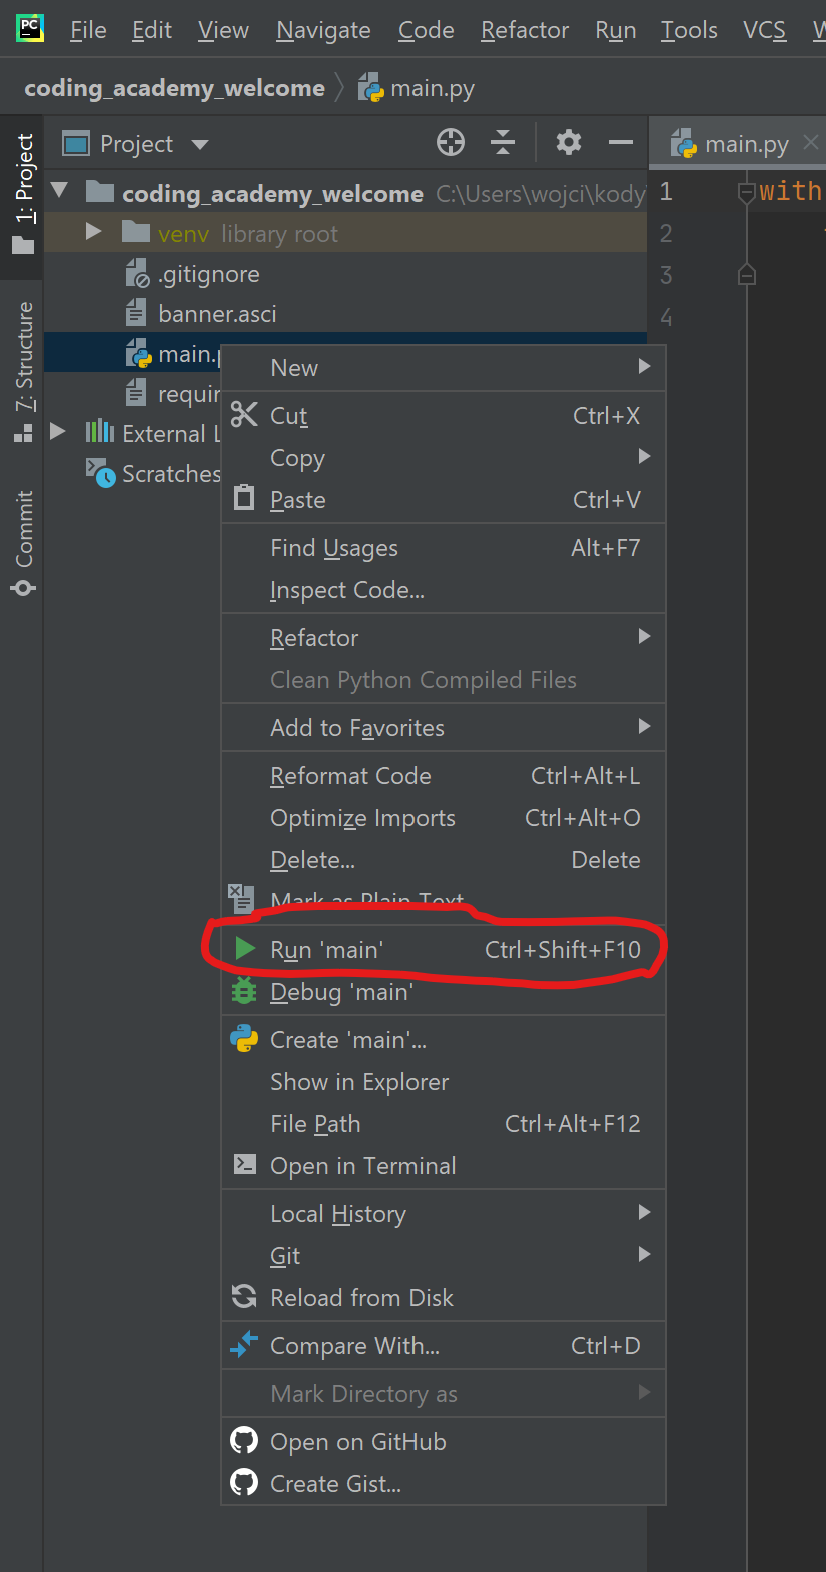 PC
File Edit View Navigate Code Refactor Run Tools VCS
coding_academy_welcome main.py
1: Project
7: Structure
Commit
Project
main.py
coding_academy_welcome C:\Users\wojci\kody
venv library root
.gitignore
banner.asci
main.
requir
External L
Scratches
1 with
2
3
4
New
Cut Ctrl+X
Copy
Paste Ctrl+V
Find Usages Alt+F7
Inspect Code...
Refactor
Clean Python Compiled Files
Add to Favorites
Reformat Code Ctrl+Alt+L
Optimize Imports Ctrl+Alt+O
Delete... Delete
Mark as Plain Text
Run 'main' Ctrl+Shift+F10
Debug 'main'
Create 'main'...
Show in Explorer
File Path Ctrl+Alt+F12
Open in Terminal
Local History
Git
Reload from Disk
Compare With... Ctrl+D
Mark Directory as
Open on GitHub
Create Gist...